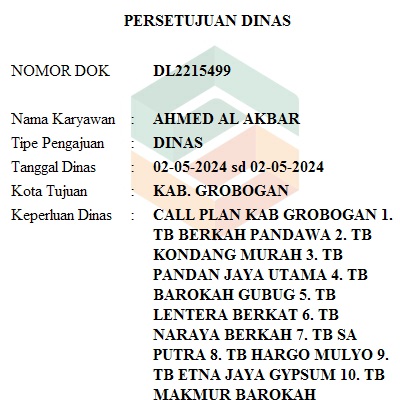 PERSETUJUAN DINAS
NOMOR DOK DL2215499
Nama Karyawan : AHMED AL AKBAR
Tipe Pengajuan : DINAS
Tanggal Dinas : 02-05-2024 sd 02-05-2024
Kota Tujuan : KAB. GROBOGAN
Keperluan Dinas : CALL PLAN KAB GROBOGAN 1.
TB BERKAH PANDAWA 2. TB
KONDANG MURAH 3. TB
PANDAN JAYA UTAMA 4. TB
BAROKAH GUBUG 5. TB
LENTERA BERKAT 6. TB
NARAYA BERKAH 7. TB SA
PUTRA 8. TB HARGO MULYO 9.
TB ETNA JAYA GYPSUM 10. TB
MAKMUR BAROKAH